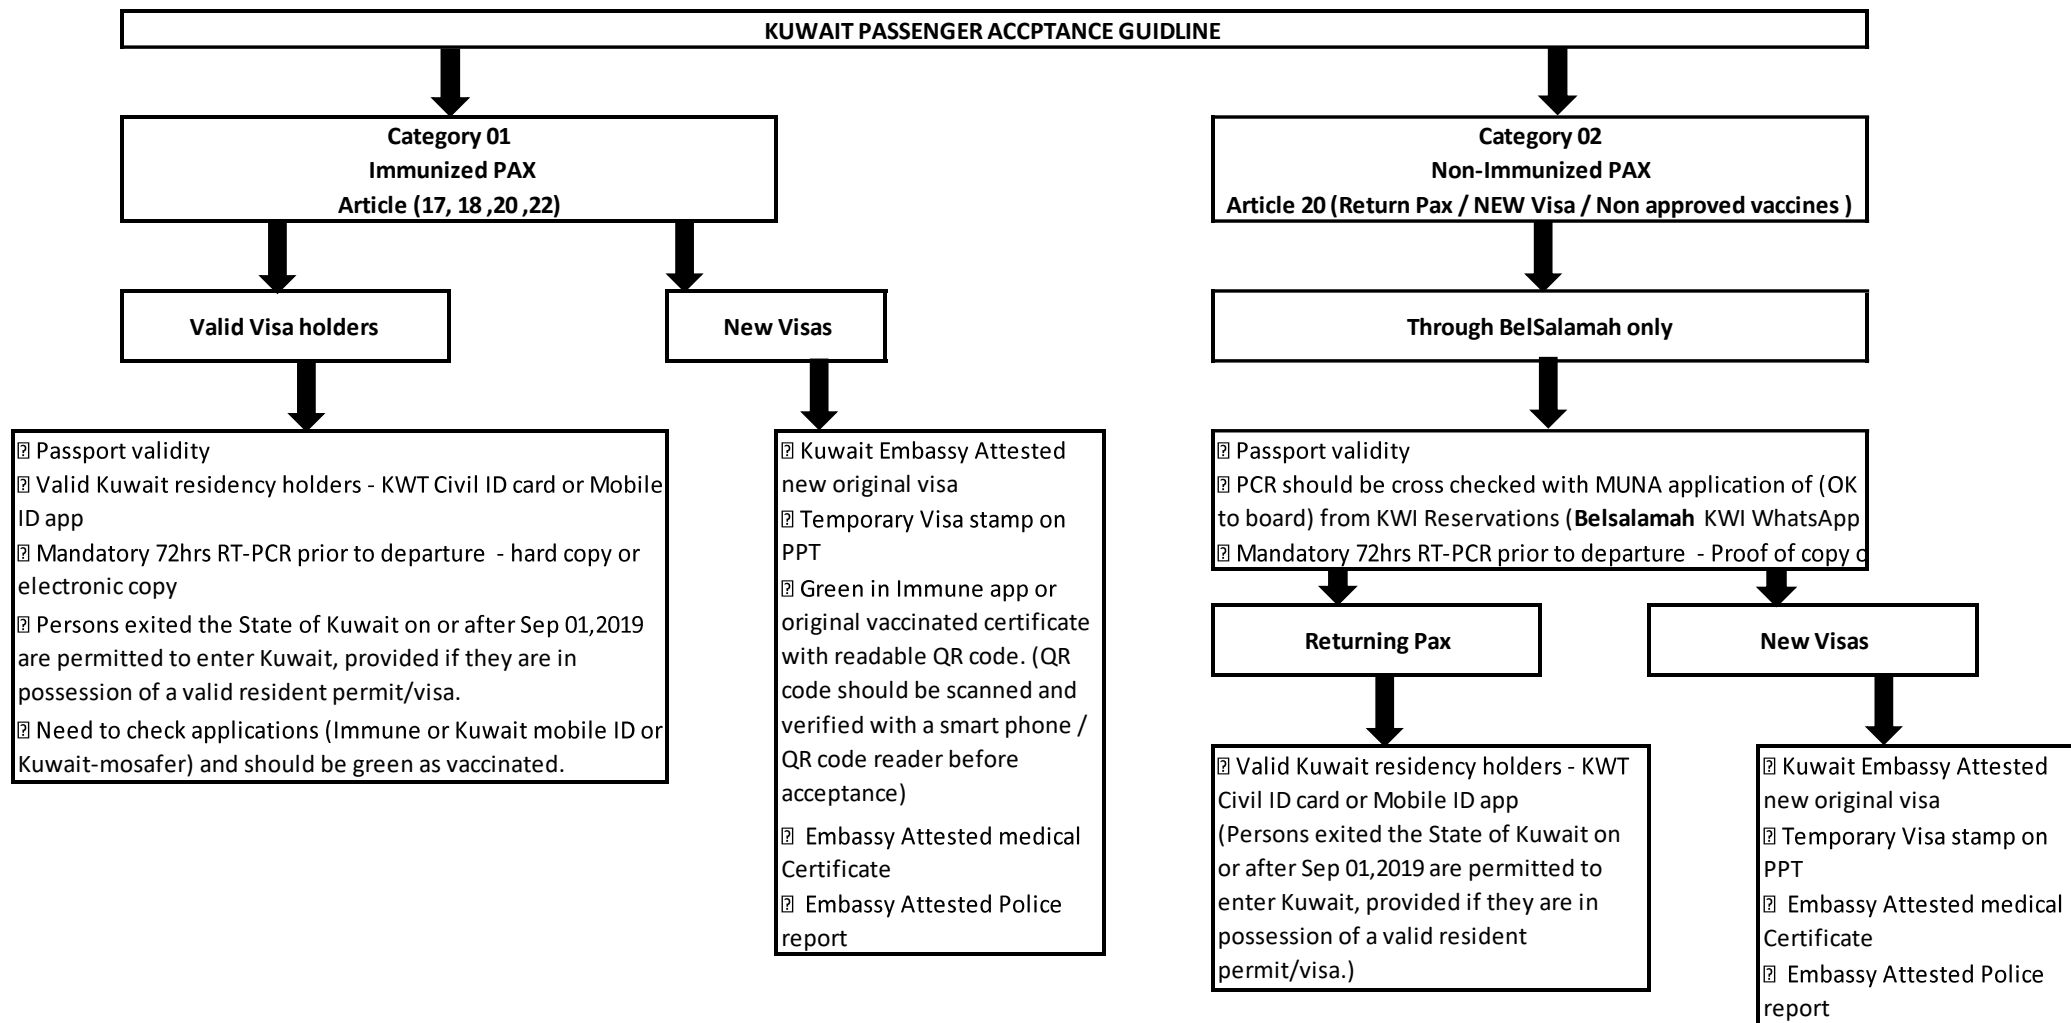 KUWAIT PASSENGER ACCPTANCE GUIDLINE
Category 01
Immunized PAX
Article (17, 18 ,20 ,22)
Category 02
Non-Immunized PAX
Article 20 (Return Pax / NEW Visa / Non approved vaccines )
Valid Visa holders
New Visas
Through BelSalamah only
Passport validity
Valid Kuwait residency holders - KWT Civil ID card or Mobile
ID app
Mandatory 72hrs RT-PCR prior to departure - hard copy or
electronic copy
Persons exited the State of Kuwait on or after Sep 01,2019
are permitted to enter Kuwait, provided if they are in
possession of a valid resident permit/visa.
Need to check applications (Immune or Kuwait mobile ID or
Kuwait-mosafer) and should be green as vaccinated.
Kuwait Embassy Attested
new original visa
Temporary Visa stamp on
PPT
Green in Immune app or
original vaccinated certificate
with readable QR code. (QR
code should be scanned and
verified with a smart phone /
QR code reader before
acceptance)
Embassy Attested medical
Certificate
Embassy Attested Police
report
Passport validity
PCR should be cross checked with MUNA application of (OK
to board) from KWI Reservations (Belsalamah KWI WhatsApp
Mandatory 72hrs RT-PCR prior to departure - Proof of copy
Returning Pax
New Visas
Valid Kuwait residency holders - KWT
Civil ID card or Mobile ID app
(Persons exited the State of Kuwait on
or after Sep 01,2019 are permitted to
enter Kuwait, provided if they are in
possession of a valid resident
permit/visa.)
Kuwait Embassy Attested
new original visa
Temporary Visa stamp on
PPT
Embassy Attested medical
Certificate
Embassy Attested Police
report